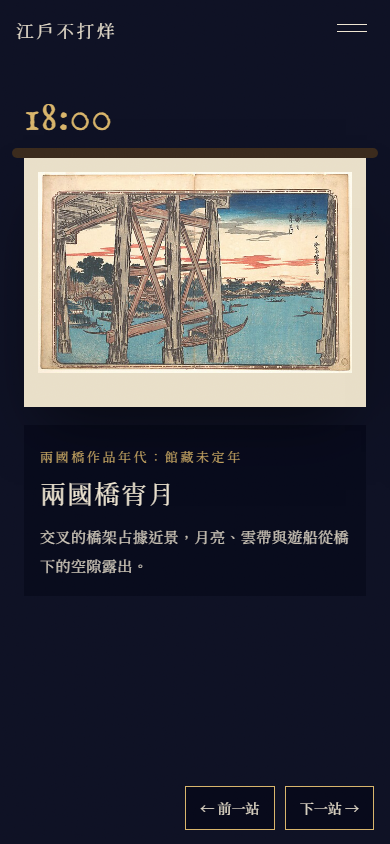 江戶不打烊
18:00
兩國橋作品年代：館藏未定年
兩國橋宵月
交叉的橋架占據近景，月亮、雲帶與遊船從橋
下的空隙露出。
← 前一站
下一站 →